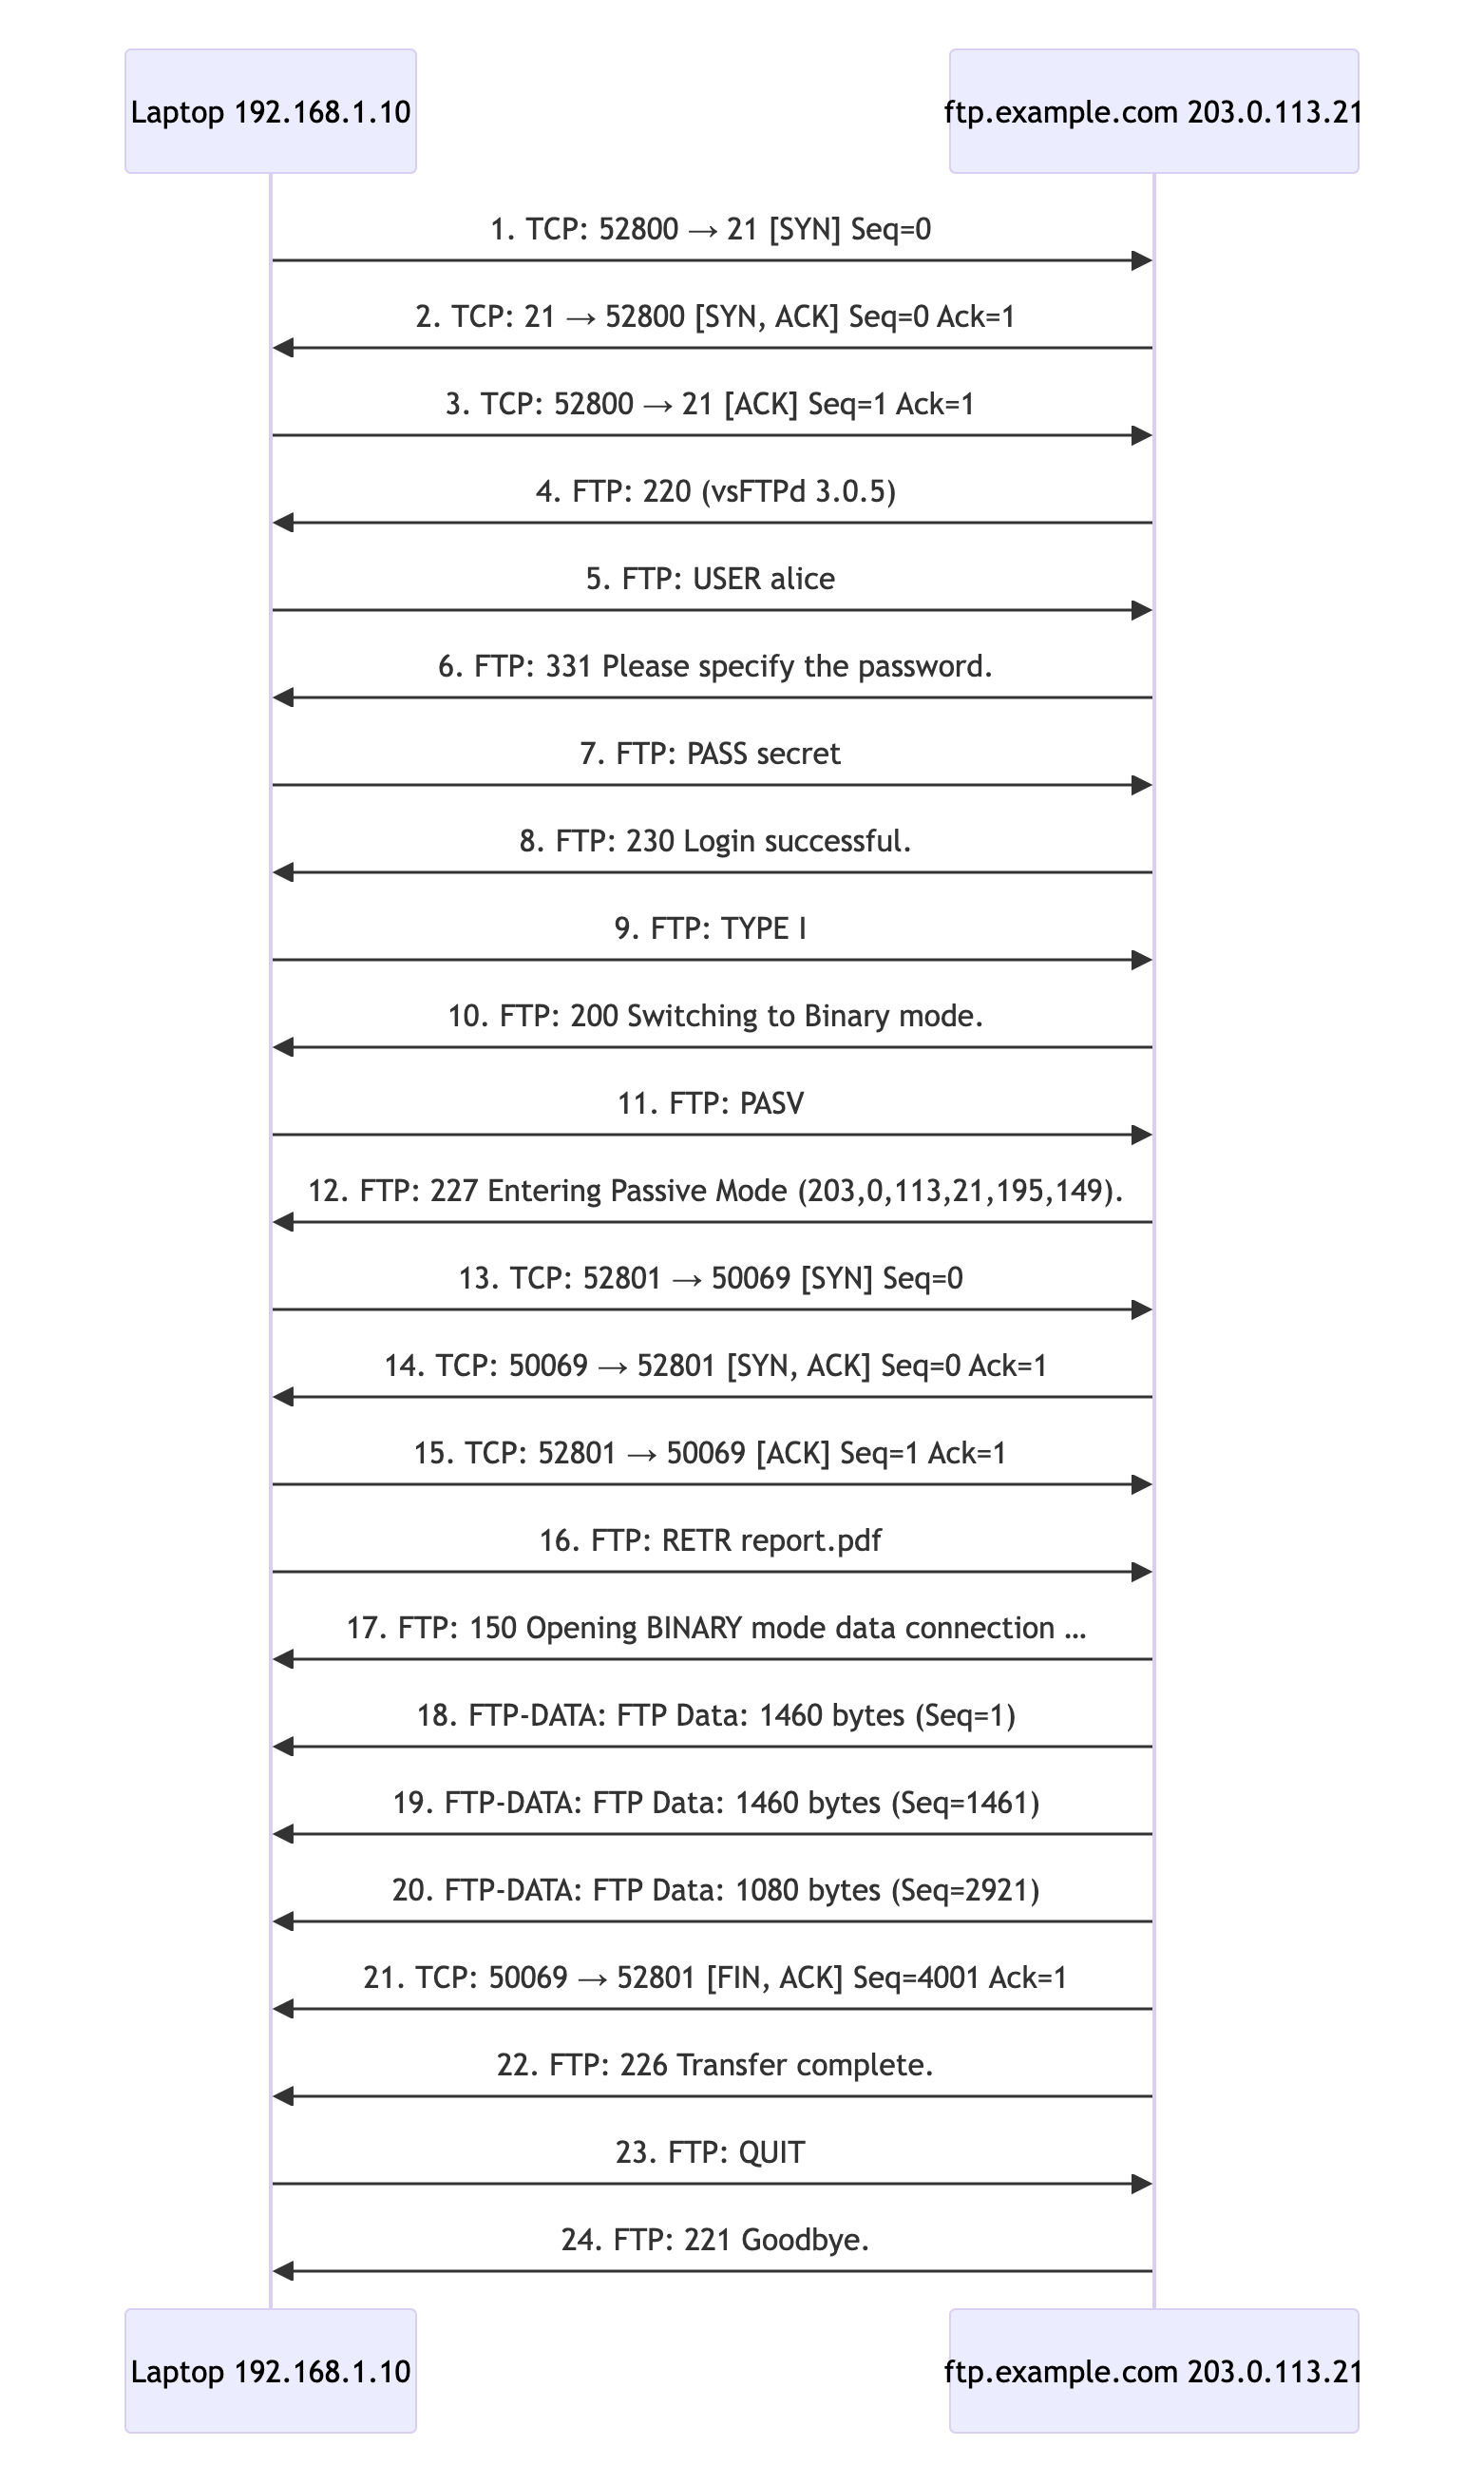 Laptop 192.168.1.10
ftp.example.com 203.0.113.21
1. TCP: 52800 → 21 [SYN] Seq=0
2. TCP: 21 → 52800 [SYN, ACK] Seq=0 Ack=1
3. TCP: 52800 → 21 [ACK] Seq=1 Ack=1
4. FTP: 220 (vsFTPd 3.0.5)
5. FTP: USER alice
6. FTP: 331 Please specify the password.
7. FTP: PASS secret
8. FTP: 230 Login successful.
9. FTP: TYPE I
10. FTP: 200 Switching to Binary mode.
11. FTP: PASV
12. FTP: 227 Entering Passive Mode (203,0,113,21,195,149).
13. TCP: 52801 → 50069 [SYN] Seq=0
14. TCP: 50069 → 52801 [SYN, ACK] Seq=0 Ack=1
15. TCP: 52801 → 50069 [ACK] Seq=1 Ack=1
16. FTP: RETR report.pdf
17. FTP: 150 Opening BINARY mode data connection ...
18. FTP-DATA: FTP Data: 1460 bytes (Seq=1)
19. FTP-DATA: FTP Data: 1460 bytes (Seq=1461)
20. FTP-DATA: FTP Data: 1080 bytes (Seq=2921)
21. TCP: 50069 → 52801 [FIN, ACK] Seq=4001 Ack=1
22. FTP: 226 Transfer complete.
23. FTP: QUIT
24. FTP: 221 Goodbye.
Laptop 192.168.1.10
ftp.example.com 203.0.113.21